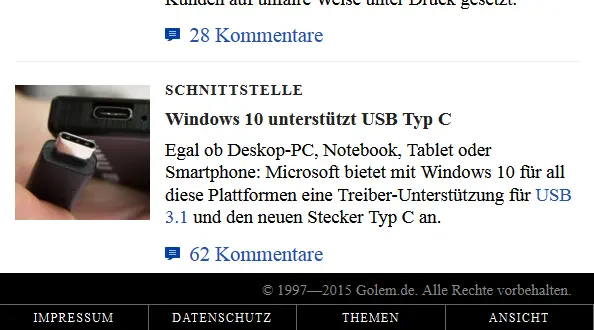 Kunden auf unfaire Weise unter Druck gesetzt.
28 Kommentare
SCHNITTSTELLE
Windows 10 unterstützt USB Typ C
Egal ob Deskop-PC, Notebook, Tablet oder
Smartphone: Microsoft bietet mit Windows 10 für all
diese Plattformen eine Treiber-Unterstützung für USB
3.1 und den neuen Stecker Typ C an.
62 Kommentare
© 1997—2015 Golem.de. Alle Rechte vorbehalten.
IMPRESSUM
DATENSCHUTZ
THEMEN
ANSICHT